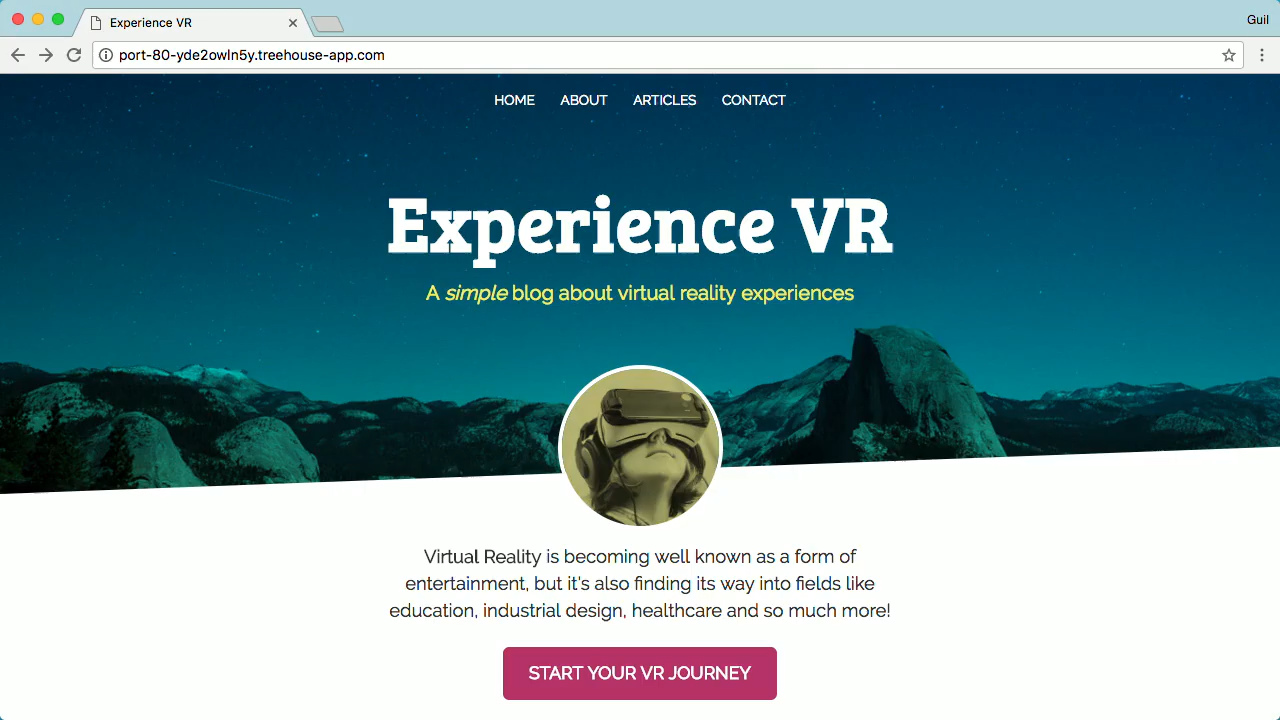 Experience VR
Guil
port-80-yde2owln5y.treehouse-app.com
HOME ABOUT ARTICLES CONTACT
Experience VR
A simple blog about virtual reality experiences
Virtual Reality is becoming well known as a form of
entertainment, but it's also finding its way into fields like
education, industrial design, healthcare and so much more!
START YOUR VR JOURNEY